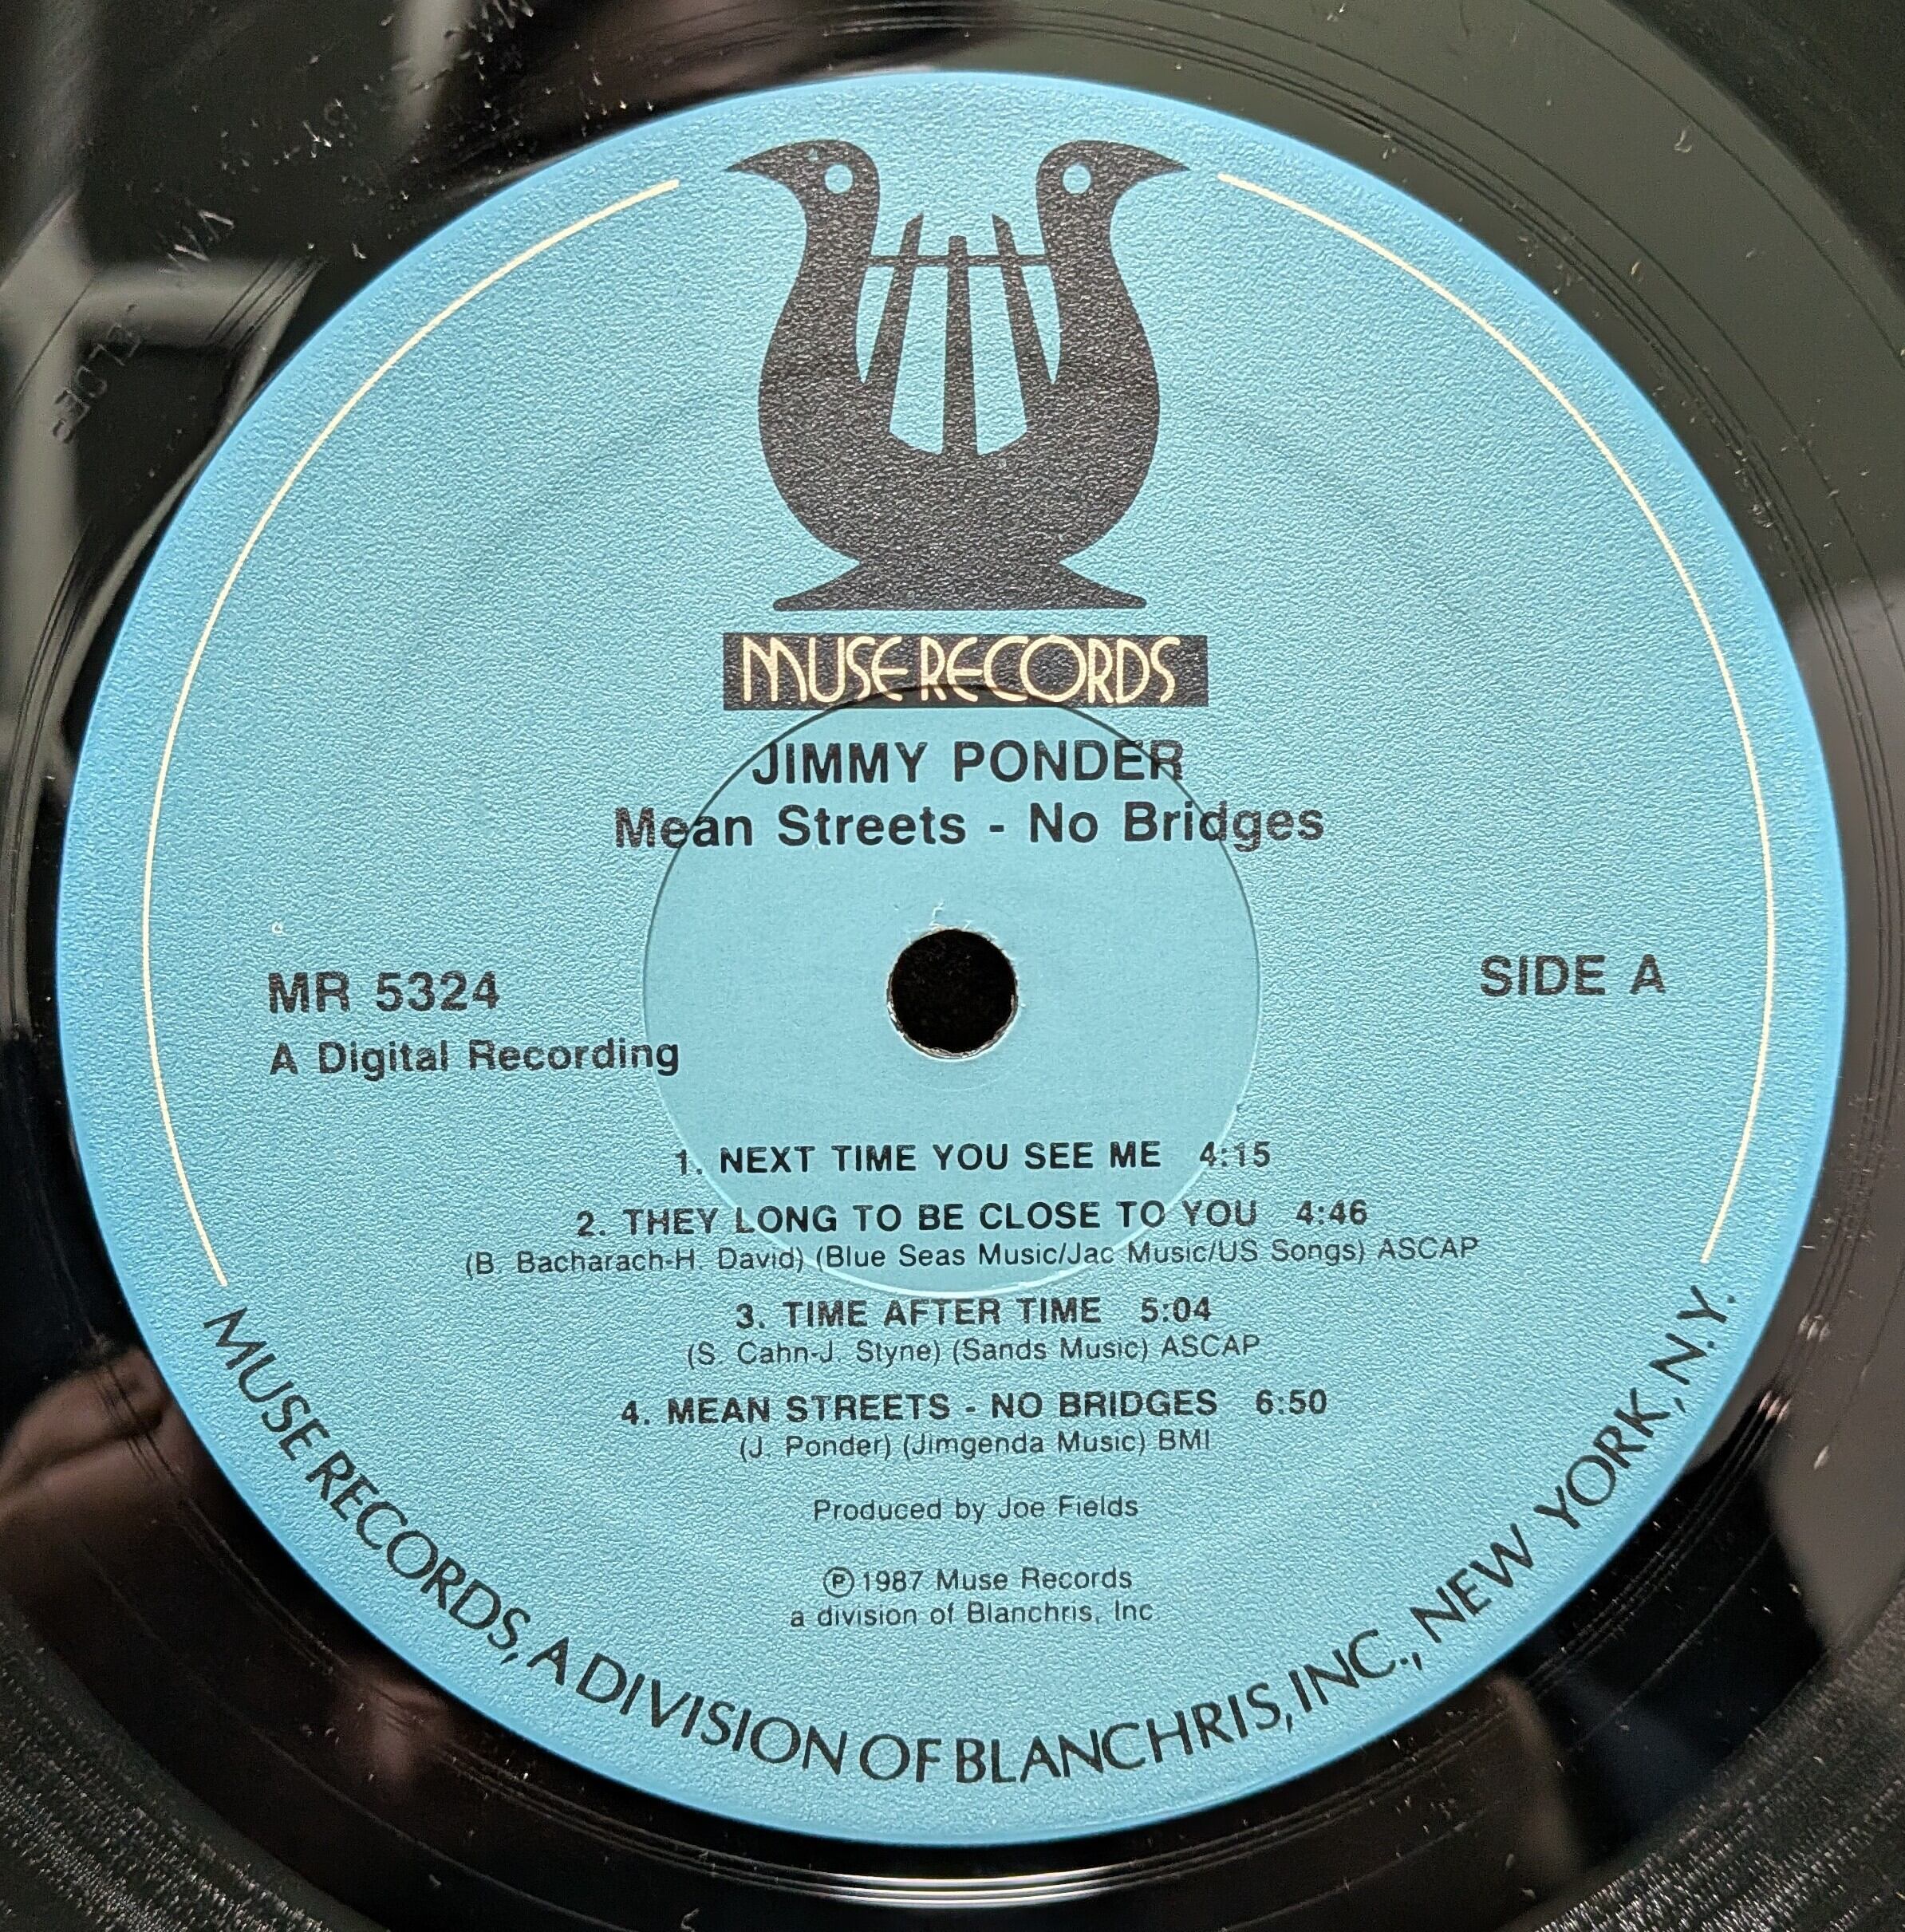 MUSE RECORDS
JIMMY PONDER
Mean Streets - No Bridges
MR 5324
SIDE A
A Digital Recording
1. NEXT TIME YOU SEE ME 4:15
2. THEY LONG TO BE CLOSE TO YOU 4:46
(B. Bacharach-H. David) (Blue Seas Music/Jac Music/US Songs) ASCAP
3. TIME AFTER TIME 5:04
(S. Cahn-J. Styne) (Sands Music) ASCAP
4. MEAN STREETS - NO BRIDGES 6:50
(J. Ponder) (Jimgenda Music) BMI
Produced by Joe Fields
Ⓟ1987 Muse Records
a division of Blanchris, Inc
MUSE RECORDS, A DIVISION OF BLANCHRIS, INC., NEW YORK, N.Y.